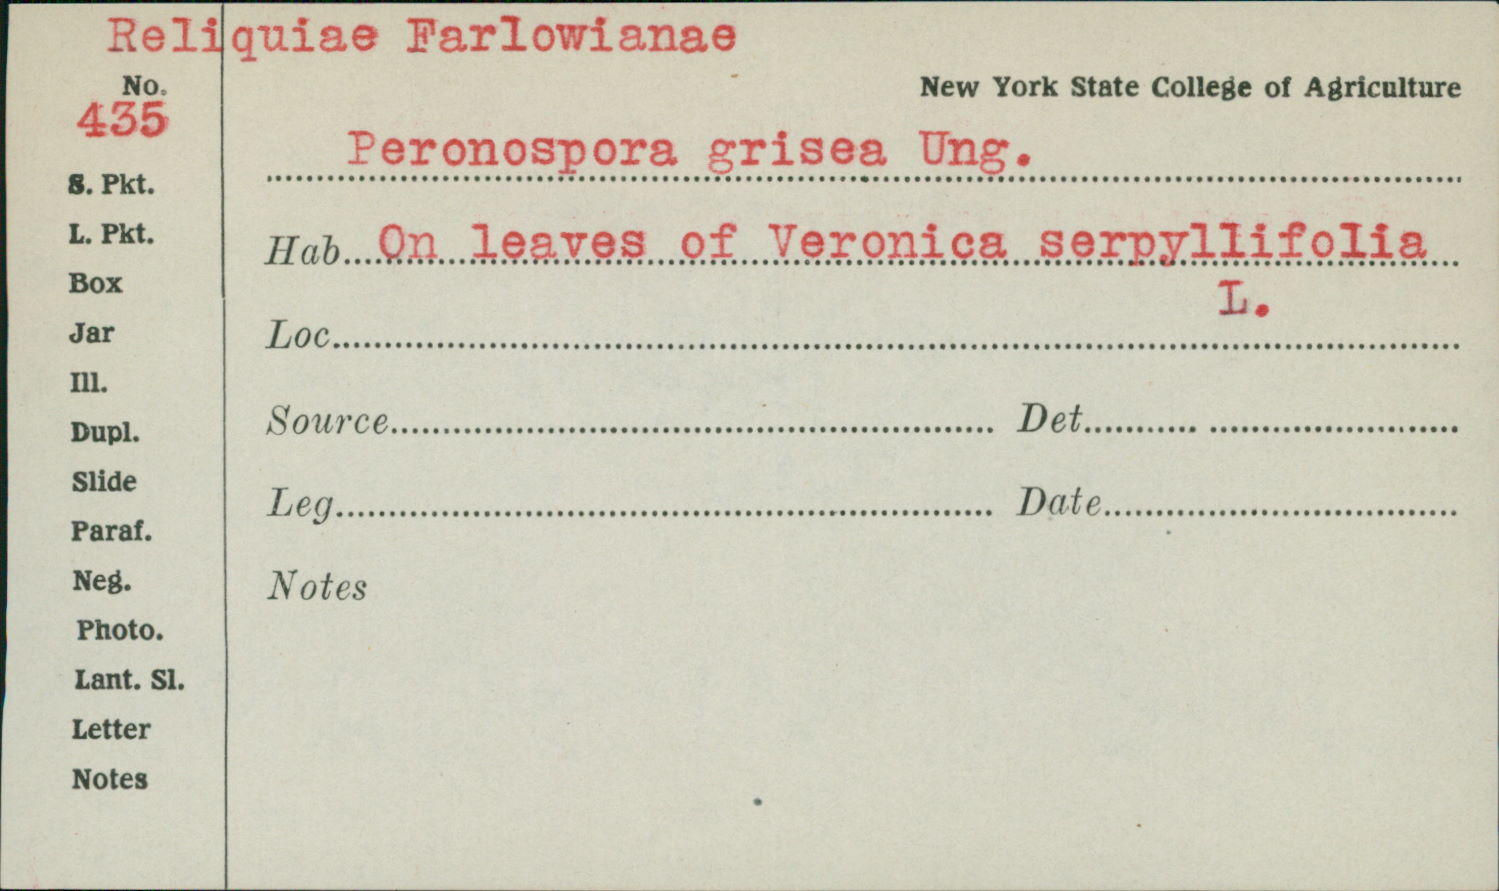 Reliquiae Farlowianae
No.
435
New York State College of Agriculture
Peronospora grisea Ung.
S. Pkt.
L. Pkt.
Box
Jar
Ill.
Dupl.
Slide
Paraf.
Neg.
Photo.
Lant. Sl.
Letter
Notes
Hab....On leaves of Veronica serpyllifolia
L.
Loc.
Source
Det.
Leg.
Date
Notes